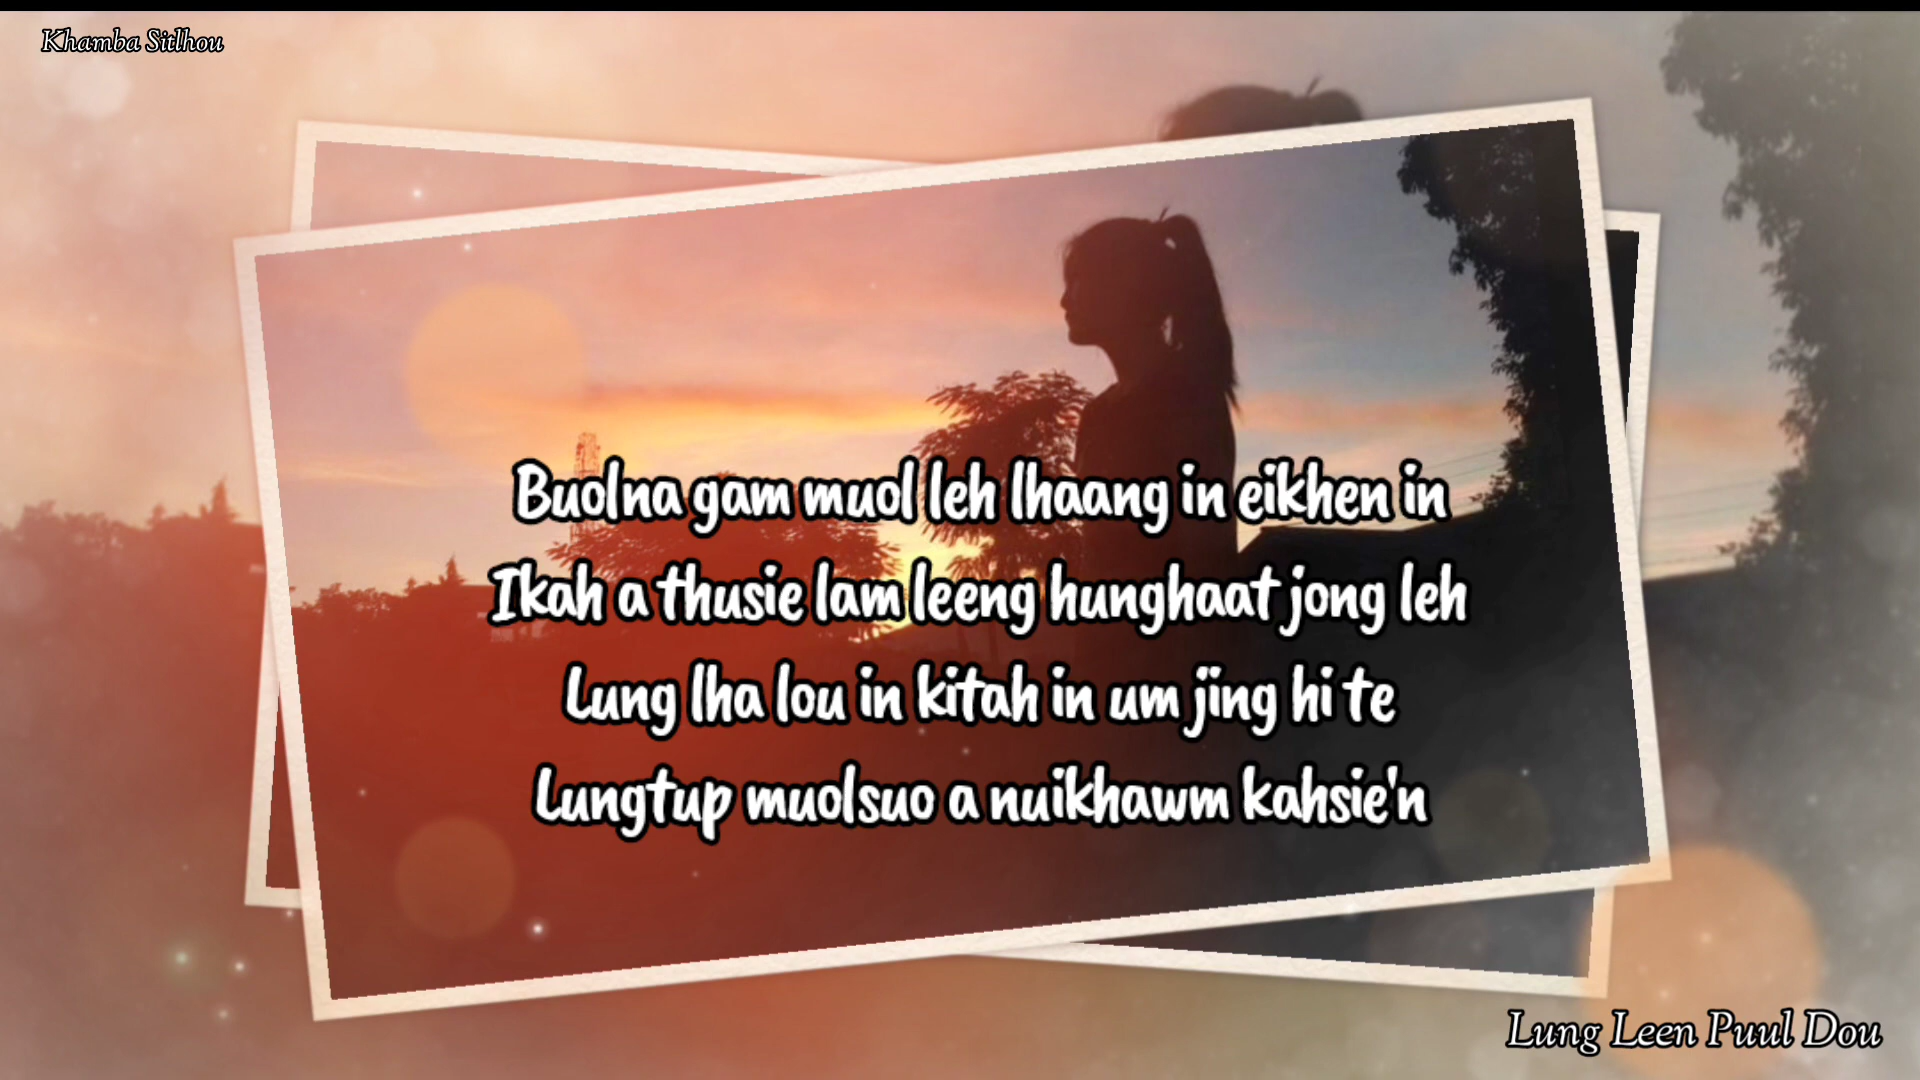 Khamba Sitlhou
Buolna gam muol leh lhaang in eikhen in
Ikah a thusie lam leeng hunghaat jong leh
Lung lha lou in kitah in um jing hi te
Lungtup muolsuo a nuikhawm kahsie'n
Lung Leen Puul Dou